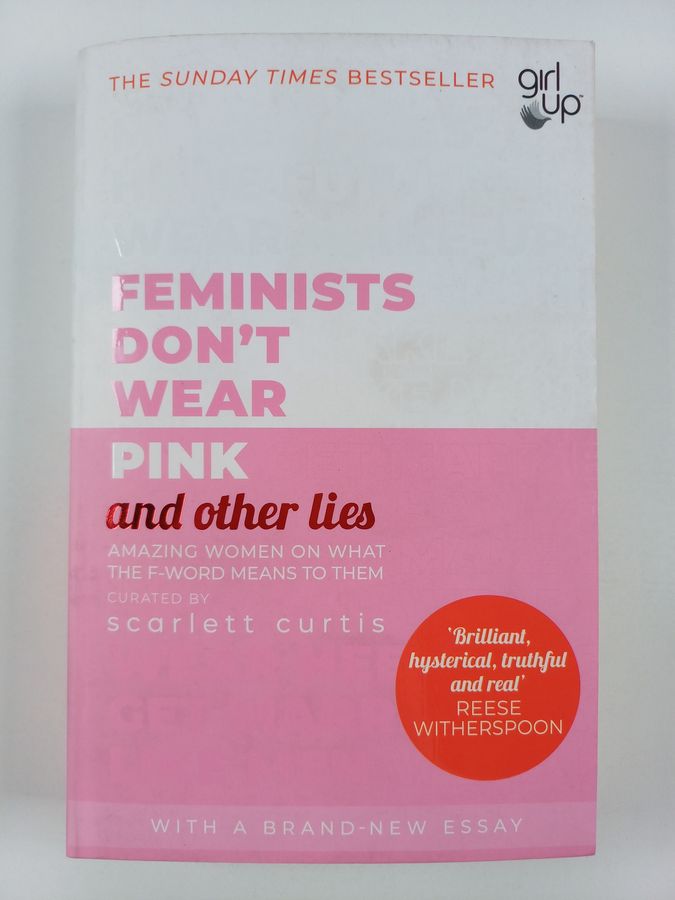 THE SUNDAY TIMES BESTSELLER
girl
up™
FEMINISTS
DON'T
WEAR
PINK
and other lies
AMAZING WOMEN ON WHAT
THE F-WORD MEANS TO THEM
CURATED BY
scarlett curtis
'Brilliant,
hysterical, truthful
and real'
REESE
WITHERSPOON
WITH A BRAND-NEW ESSAY